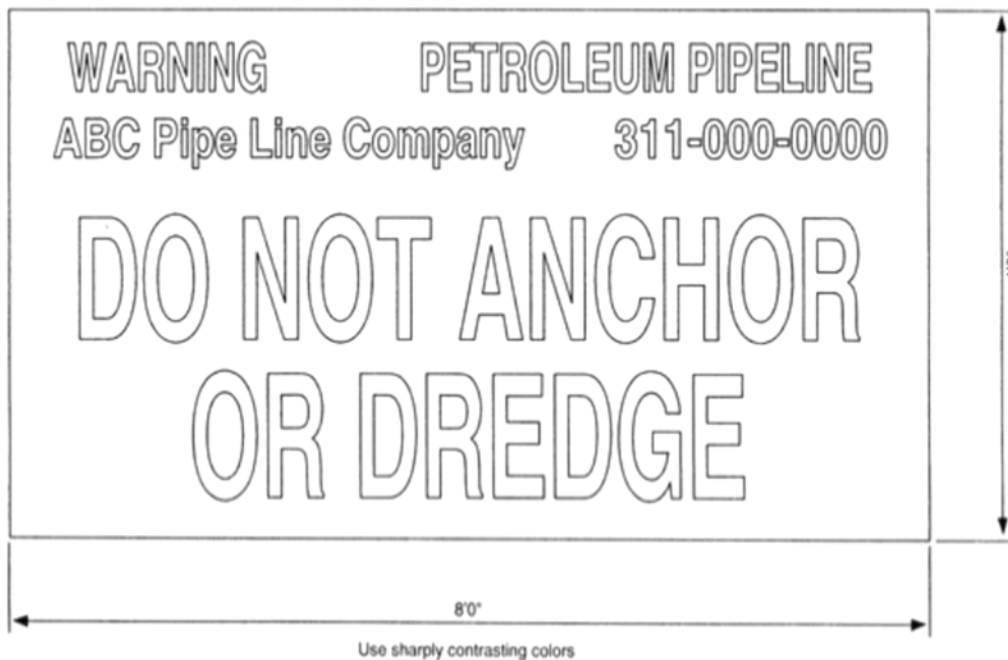 WARNING PETROLEUM PIPELINE
ABC Pipe Line Company 311-000-0000
DO NOT ANCHOR
OR DREDGE
8'0"
Use sharply contrasting colors